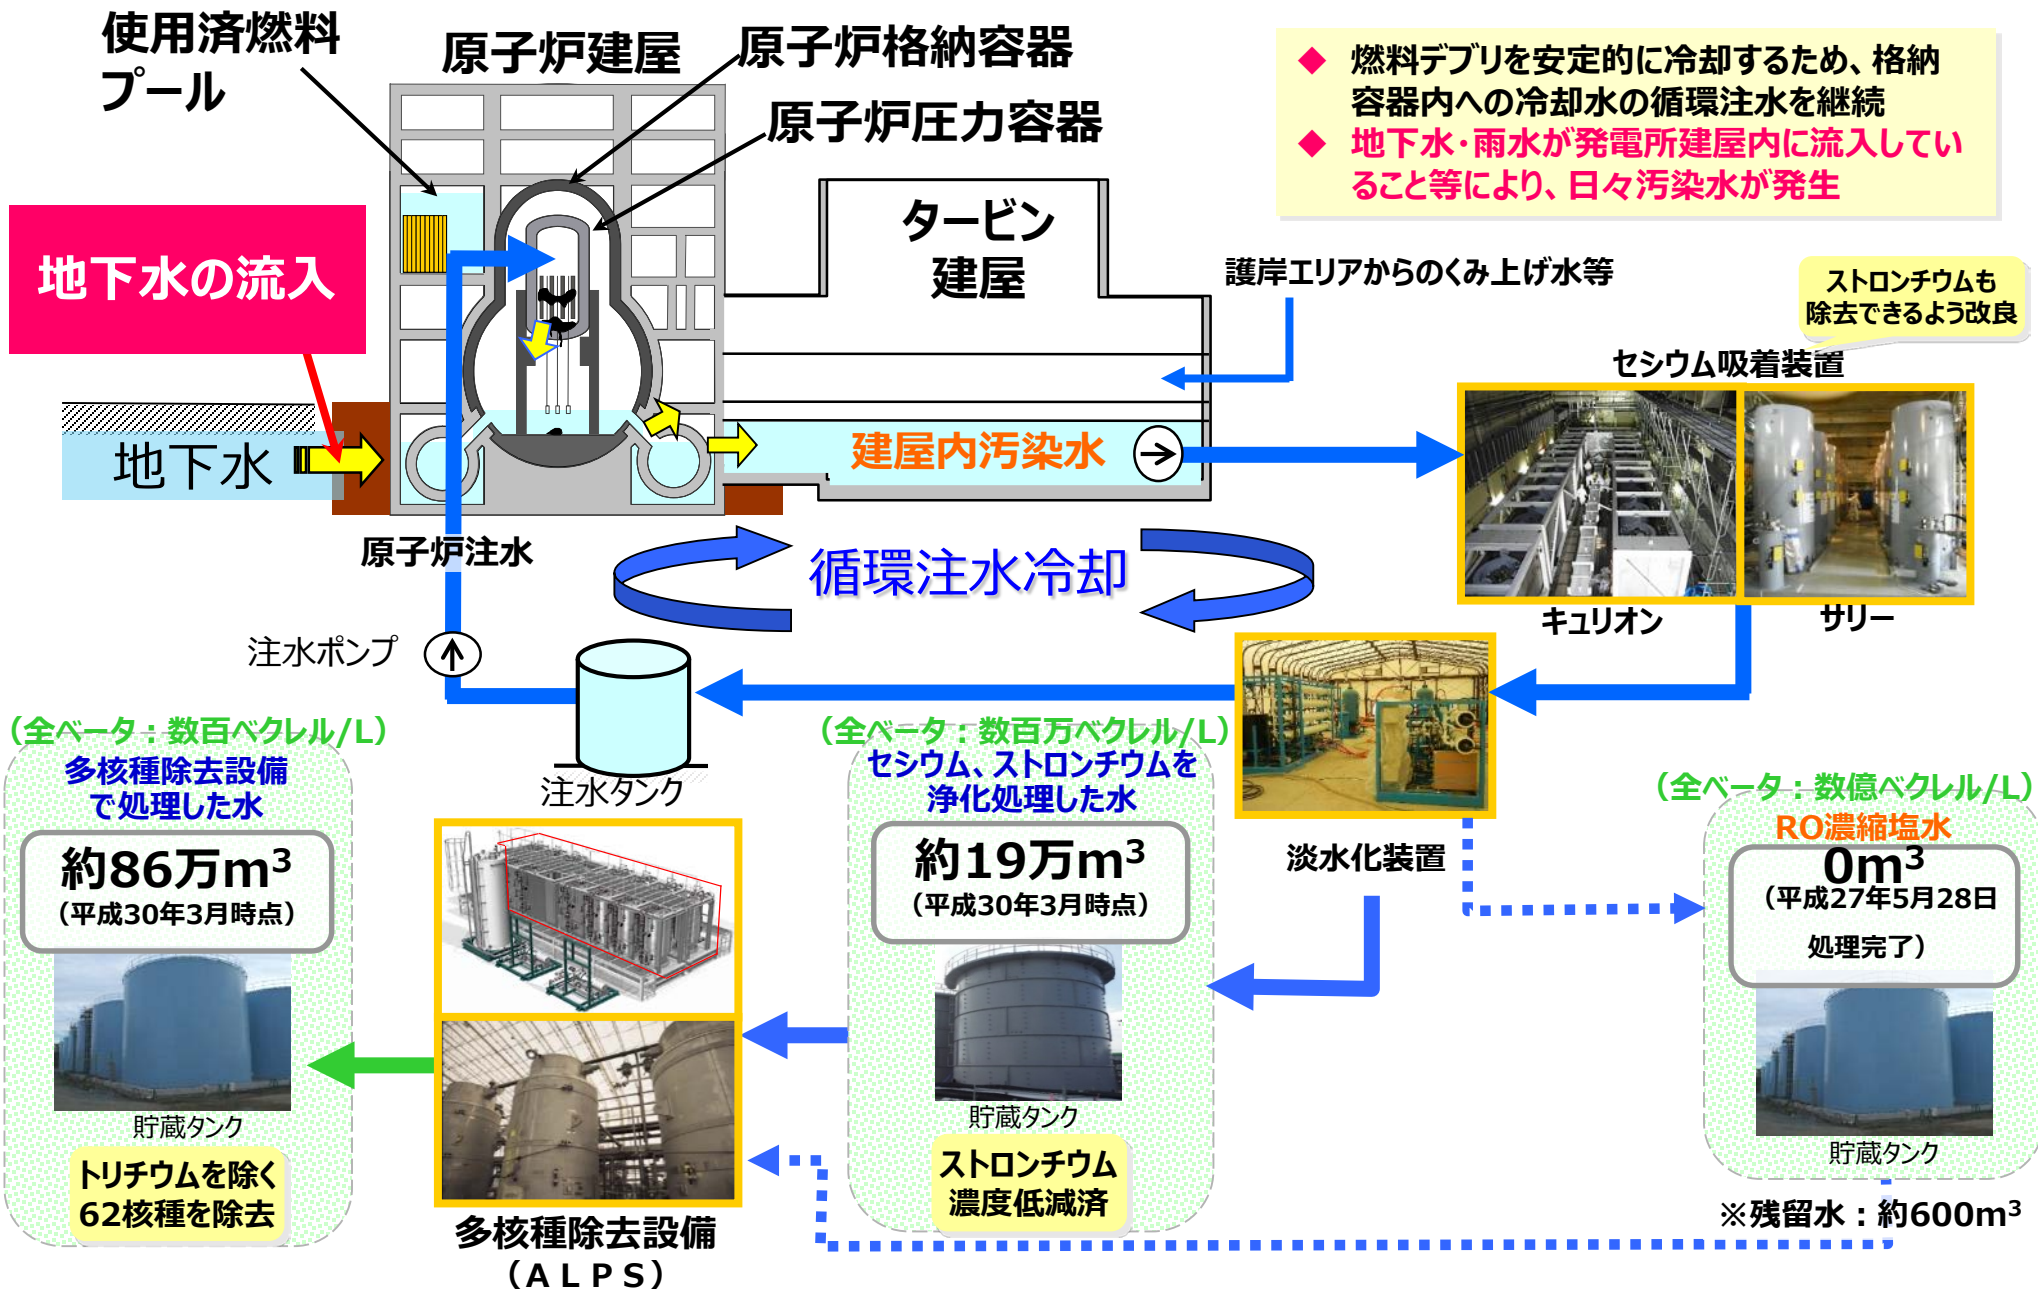 使用済燃料
プール
原子炉建屋
原子炉格納容器
原子炉圧力容器
◆ 燃料デブリを安定的に冷却するため、格納
容器内への冷却水の循環注水を継続
◆ 地下水・雨水が発電所建屋内に流入してい
ること等により、日々汚染水が発生
地下水の流入
タービン
建屋
護岸エリアからのくみ上げ水等
ストロンチウムも
除去できるよう改良
セシウム吸着装置
地下水
建屋内汚染水
原子炉注水
循環注水冷却
キュリオン
サリー
注水ポンプ
注水タンク
淡水化装置
（全ベータ：数百ベクレル/L）
多核種除去設備
で処理した水
約86万m³
（平成30年3月時点）
貯蔵タンク
トリチウムを除く
62核種を除去
多核種除去設備
（ＡＬＰＳ）
（全ベータ：数百万ベクレル/L）
セシウム、ストロンチウムを
浄化処理した水
約19万m³
（平成30年3月時点）
貯蔵タンク
ストロンチウム
濃度低減済
（全ベータ：数億ベクレル/L）
RO濃縮塩水
0m³
（平成27年5月28日
処理完了）
貯蔵タンク
※残留水：約600m³